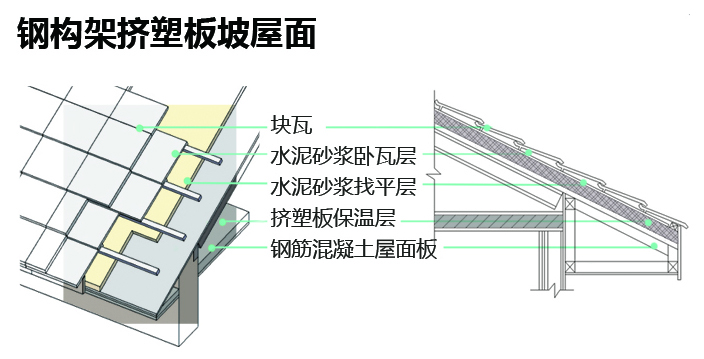 钢构架挤塑板坡屋面
块瓦
水泥砂浆卧瓦层
水泥砂浆找平层
挤塑板保温层
钢筋混凝土屋面板